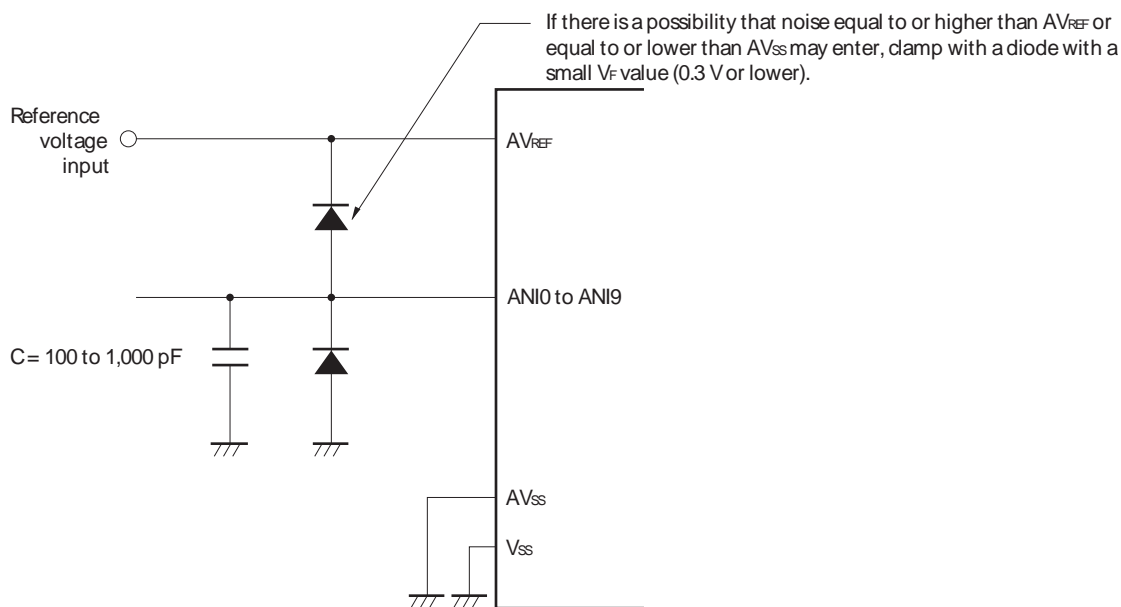 If there is a possibility that noise equal to or higher than AVREF or
equal to or lower than AVSS may enter, clamp with a diode with a
small VF value (0.3 V or lower).
Reference
voltage
input
AVREF
ANI0 to ANI9
C = 100 to 1,000 pF
AVSS
VSS